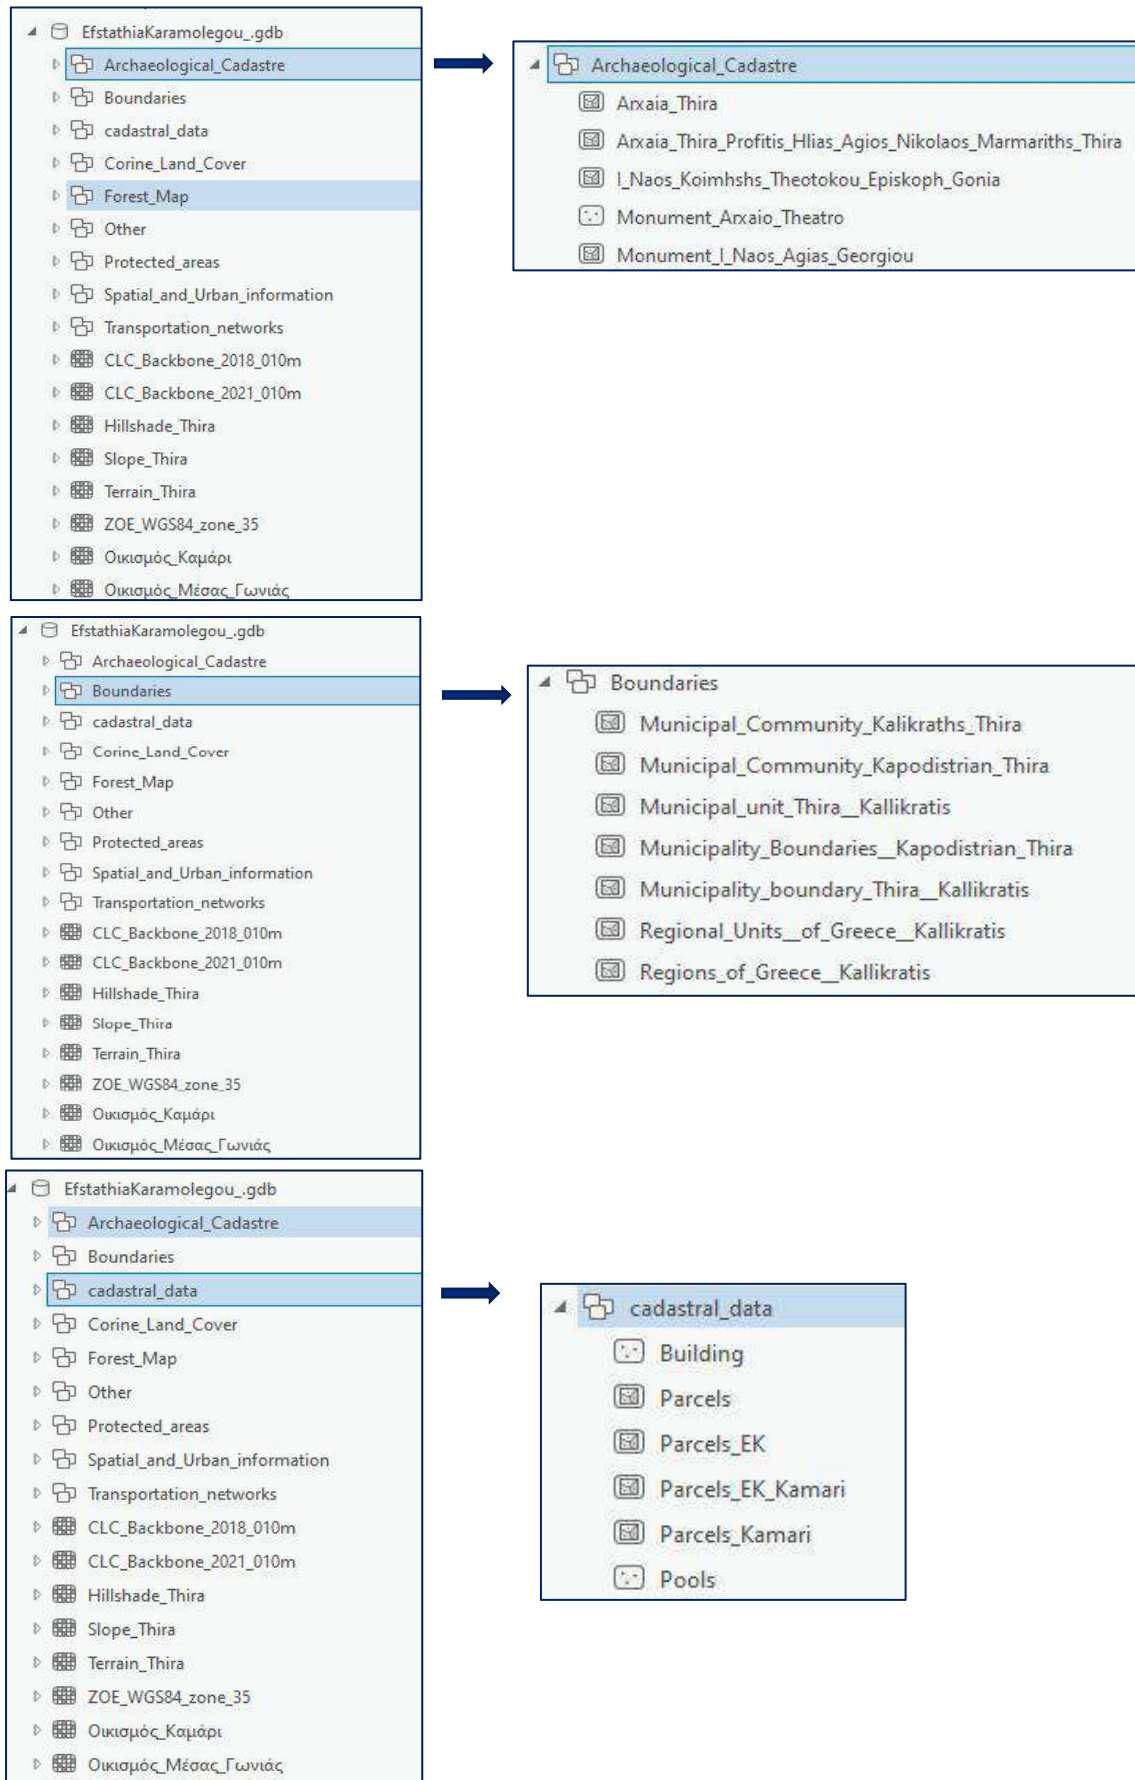 EfstathiaKaramolegou_.gdb
Archaeological_Cadastre
Boundaries
cadastral_data
Corine_Land_Cover
Forest_Map
Other
Protected_areas
Spatial_and_Urban_information
Transportation_networks
CLC_Backbone_2018_010m
CLC_Backbone_2021_010m
Hillshade_Thira
Slope_Thira
Terrain_Thira
ZOE_WGS84_zone_35
Οικισμός_Καμάρι
Οικισμός_Μέσας_Γωνιάς
Archaeological_Cadastre
Arxaia_Thira
Arxaia_Thira_Profitis_Hlias_Agios_Nikolaos_Marmariths_Thira
I_Naos_Koimhshs_Theotokou_Episkoph_Gonia
Monument_Arxaio_Theatro
Monument_I_Naos_Agias_Georgiou
EfstathiaKaramolegou_.gdb
Archaeological_Cadastre
Boundaries
cadastral_data
Corine_Land_Cover
Forest_Map
Other
Protected_areas
Spatial_and_Urban_information
Transportation_networks
CLC_Backbone_2018_010m
CLC_Backbone_2021_010m
Hillshade_Thira
Slope_Thira
Terrain_Thira
ZOE_WGS84_zone_35
Οικισμός_Καμάρι
Οικισμός_Μέσας_Γωνιάς
Boundaries
Municipal_Community_Kalikraths_Thira
Municipal_Community_Kapodistrian_Thira
Municipal_unit_Thira__Kallikratis
Municipality_Boundaries__Kapodistrian_Thira
Municipality_boundary_Thira__Kallikratis
Regional_Units__of_Greece__Kallikratis
Regions_of_Greece__Kallikratis
EfstathiaKaramolegou_.gdb
Archaeological_Cadastre
Boundaries
cadastral_data
Corine_Land_Cover
Forest_Map
Other
Protected_areas
Spatial_and_Urban_information
Transportation_networks
CLC_Backbone_2018_010m
CLC_Backbone_2021_010m
Hillshade_Thira
Slope_Thira
Terrain_Thira
ZOE_WGS84_zone_35
Οικισμός_Καμάρι
Οικισμός_Μέσας_Γωνιάς
cadastral_data
Building
Parcels
Parcels_EK
Parcels_EK_Kamari
Parcels_Kamari
Pools